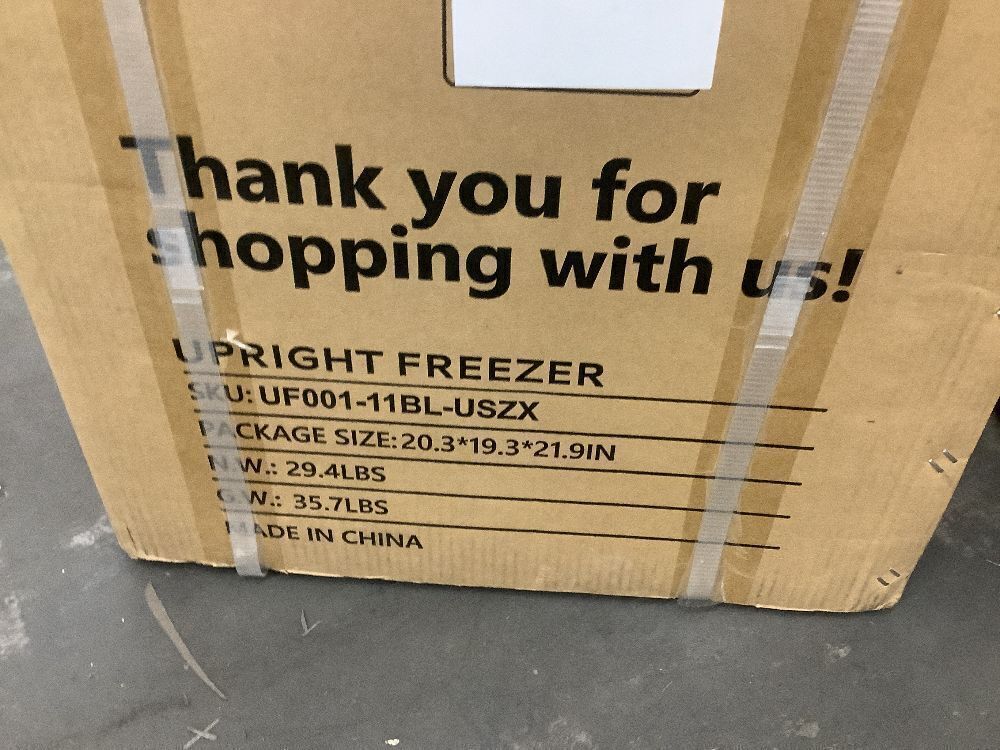 Thank you for
shopping with us!
UPRIGHT FREEZER
SKU: UF001-11BL-USZX
PACKAGE SIZE:20.3*19.3*21.9IN
N.W.: 29.4LBS
G.W.: 35.7LBS
MADE IN CHINA